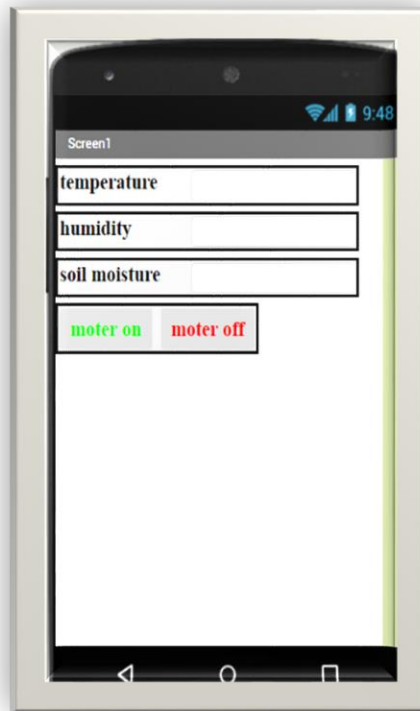 9:48
Screen1
temperature
humidity
soil moisture
moter on moter off